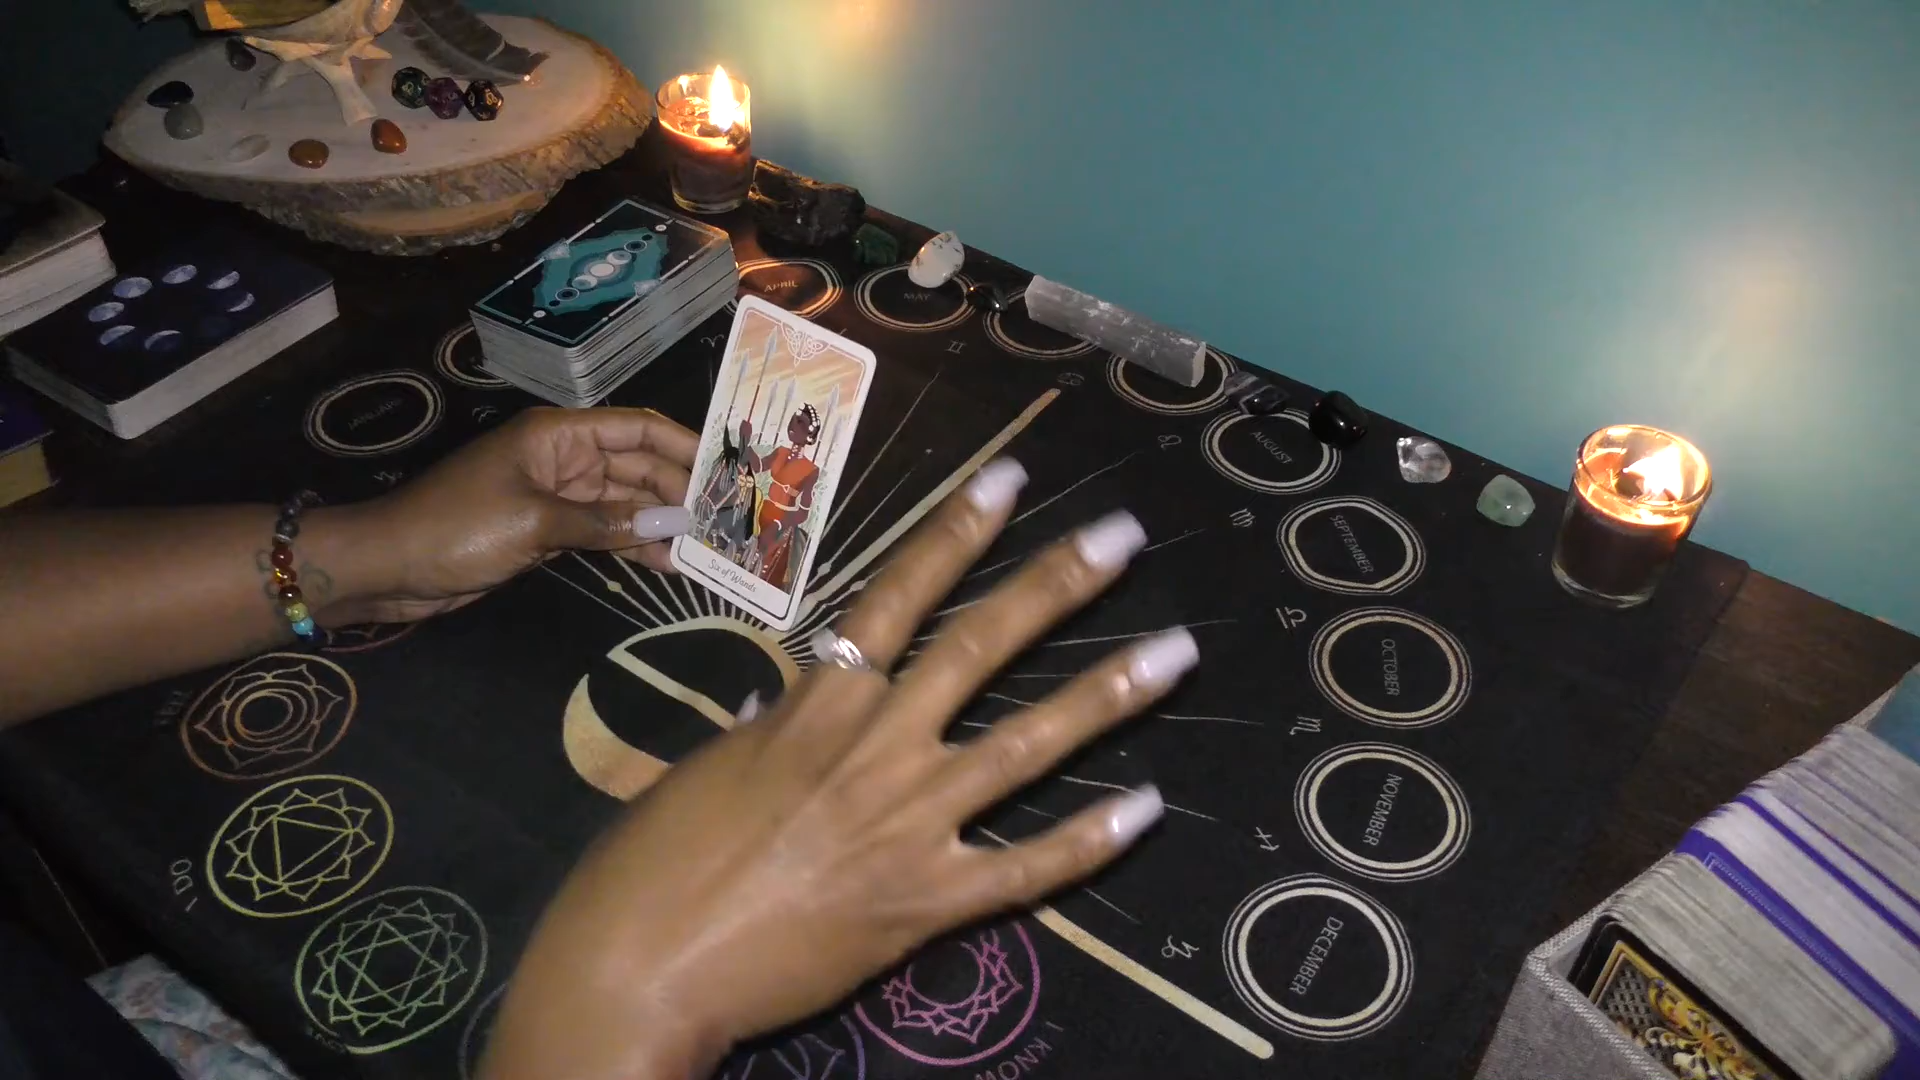 APRIL
MAY
JANUARY
AUGUST
SEPTEMBER
Six of Wands
OCTOBER
NOVEMBER
I DO
DECEMBER
I KNOW